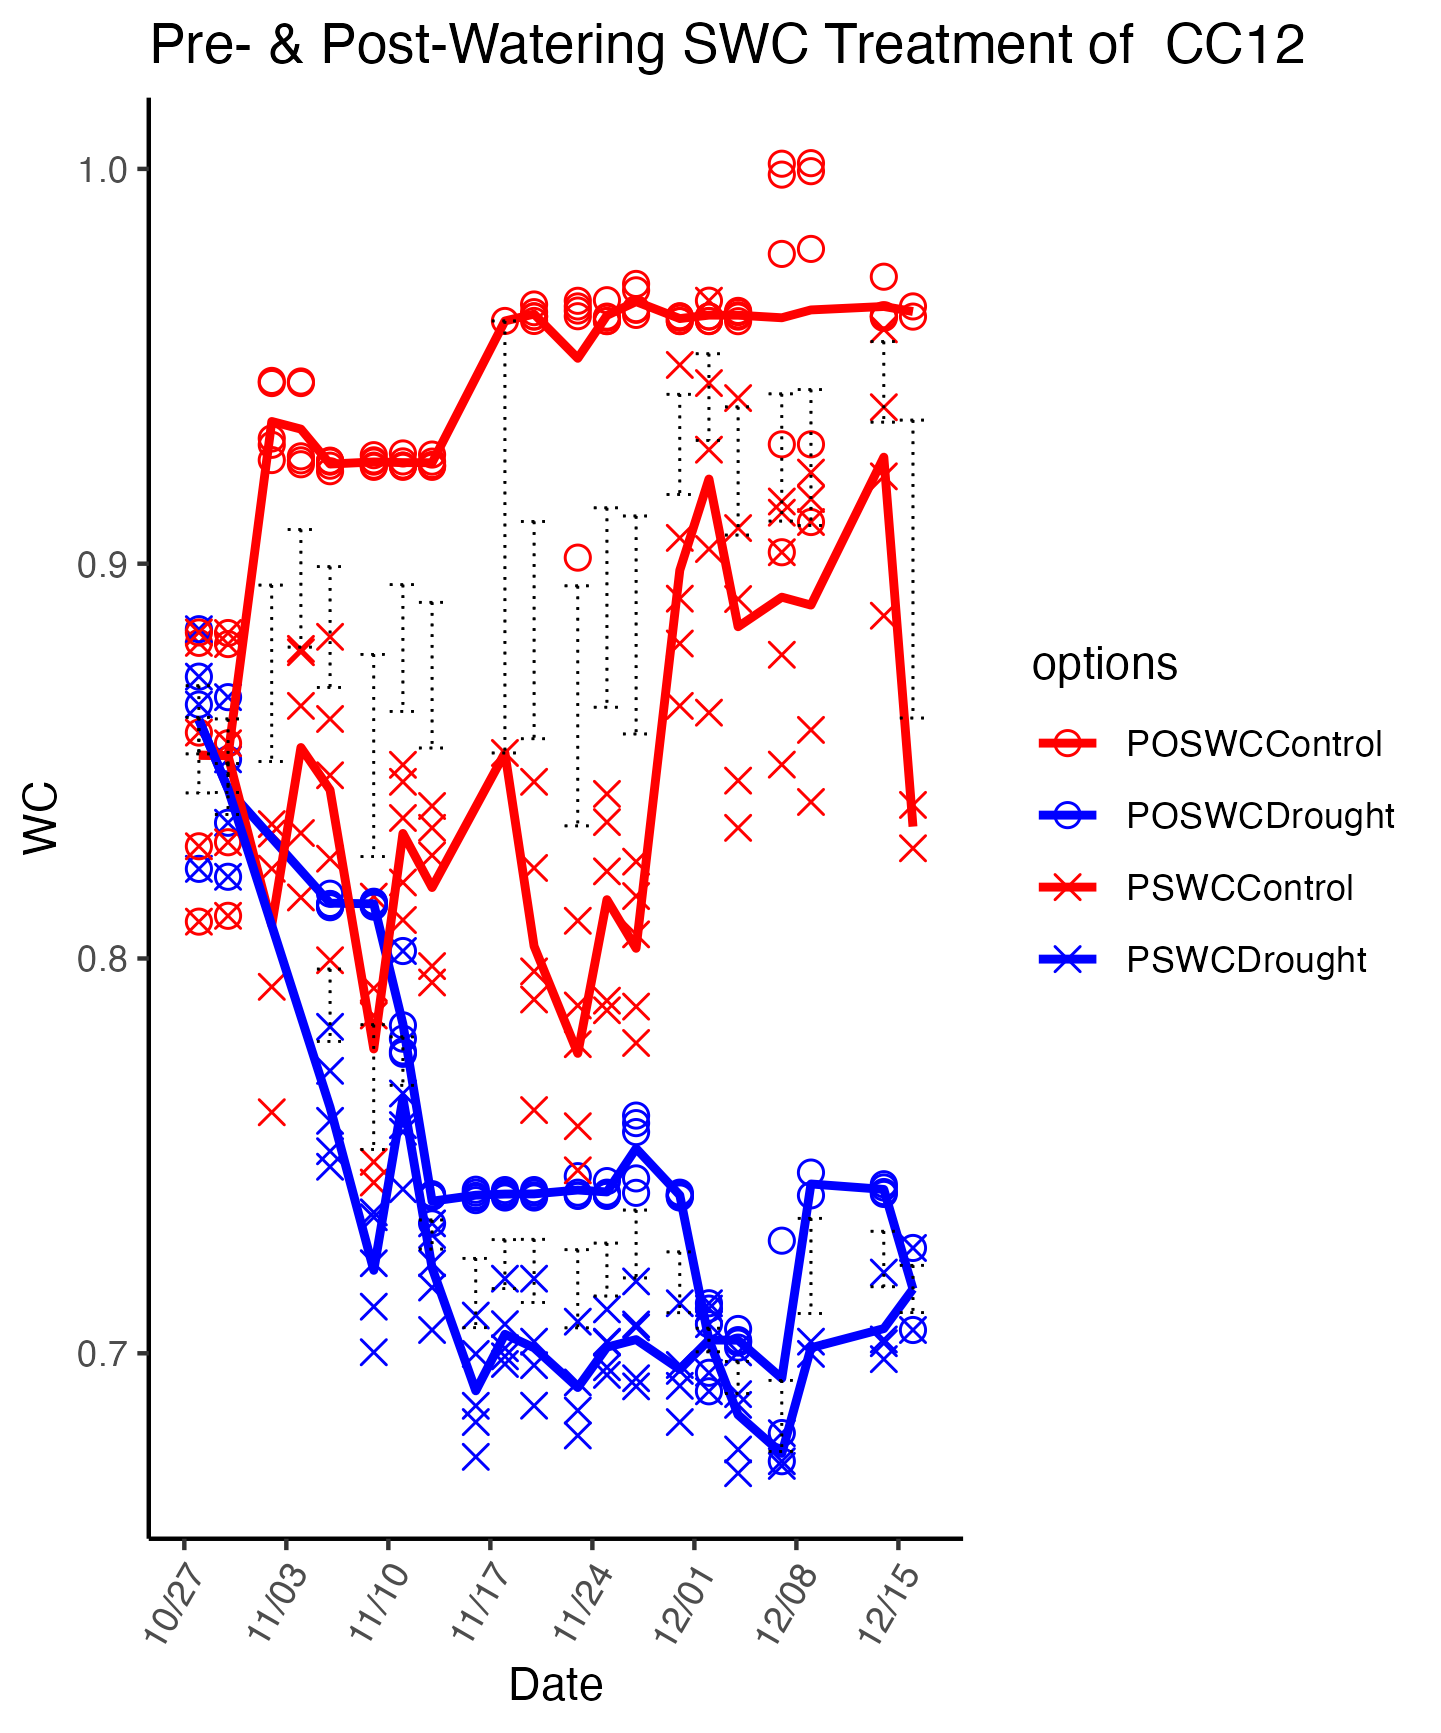 Pre- & Post-Watering SWC Treatment of  CC12
WC
1.0
0.9
0.8
0.7
10/27
11/03
11/10
11/17
11/24
12/01
12/08
12/15
Date
options
POSWCControl
POSWCDrought
PSWCControl
PSWCDrought